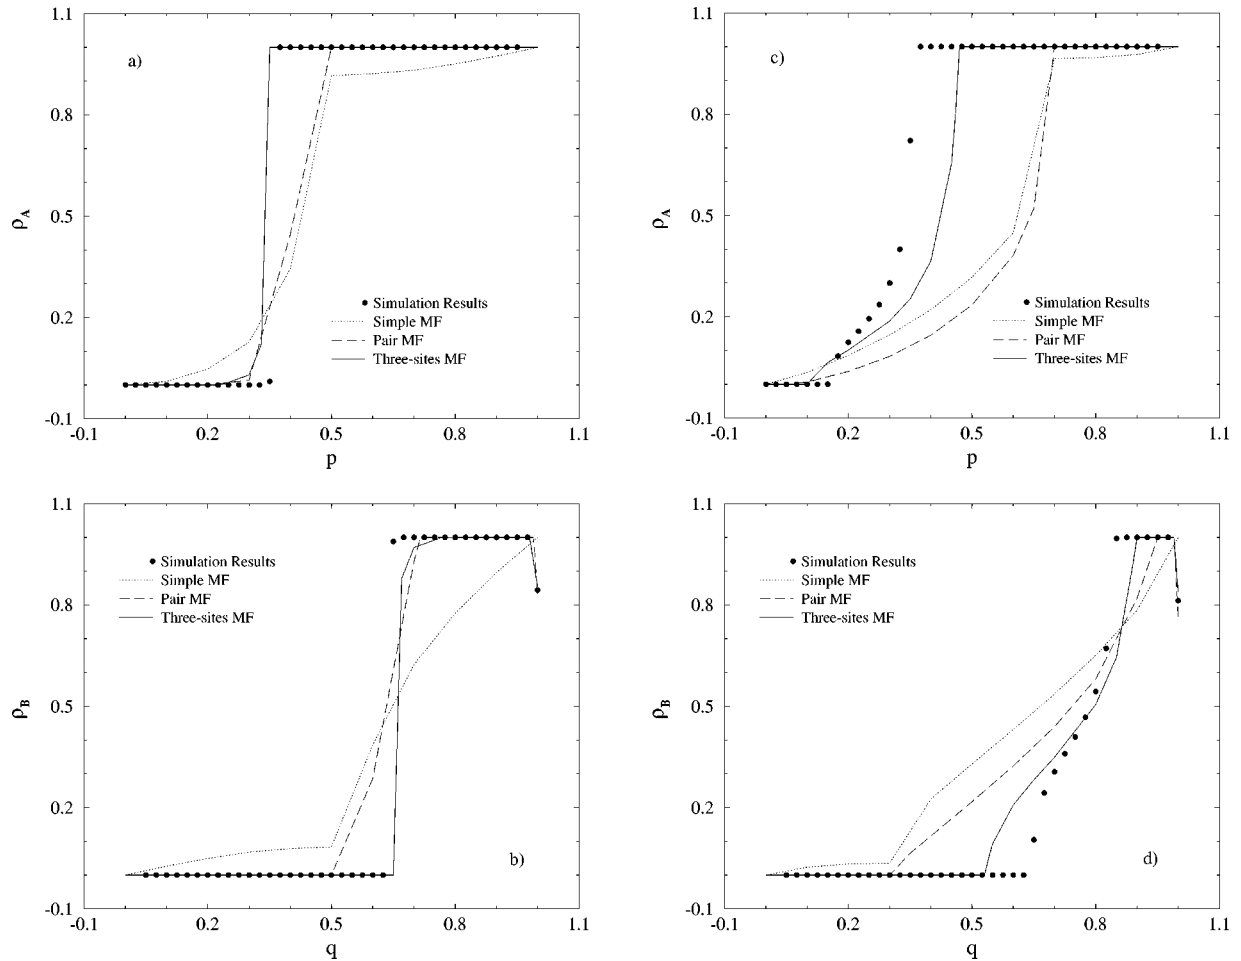 1.1
a)
0.8
ρA
0.5
Simulation Results
Simple MF
0.2
Pair MF
Three-sites MF
-0.1
-0.1 0.2 0.5 0.8 1.1
p
1.1
c)
0.8
ρA
0.5
Simulation Results
0.2
Simple MF
Pair MF
Three-sites MF
-0.1
-0.1 0.2 0.5 0.8 1.1
p
1.1
Simulation Results
Simple MF
0.8
Pair MF
Three-sites MF
ρB
0.5
0.2
b)
-0.1
-0.1 0.2 0.5 0.8 1.1
q
1.1
Simulation Results
Simple MF
0.8
Pair MF
Three-sites MF
ρB
0.5
0.2
d)
-0.1
-0.1 0.2 0.5 0.8 1.1
q